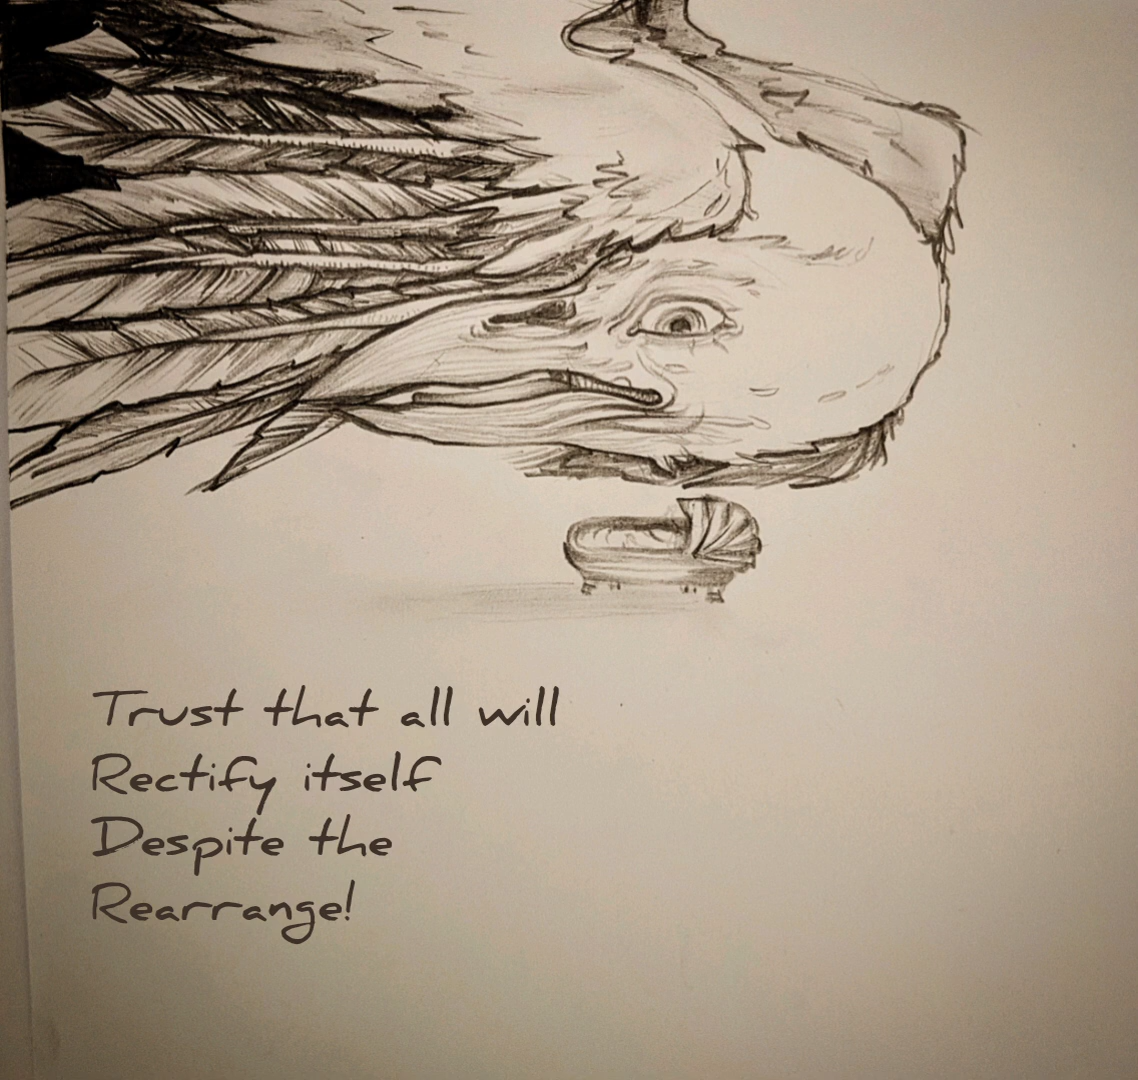 Trust that all will
Rectify itself
Despite the
Rearrange!